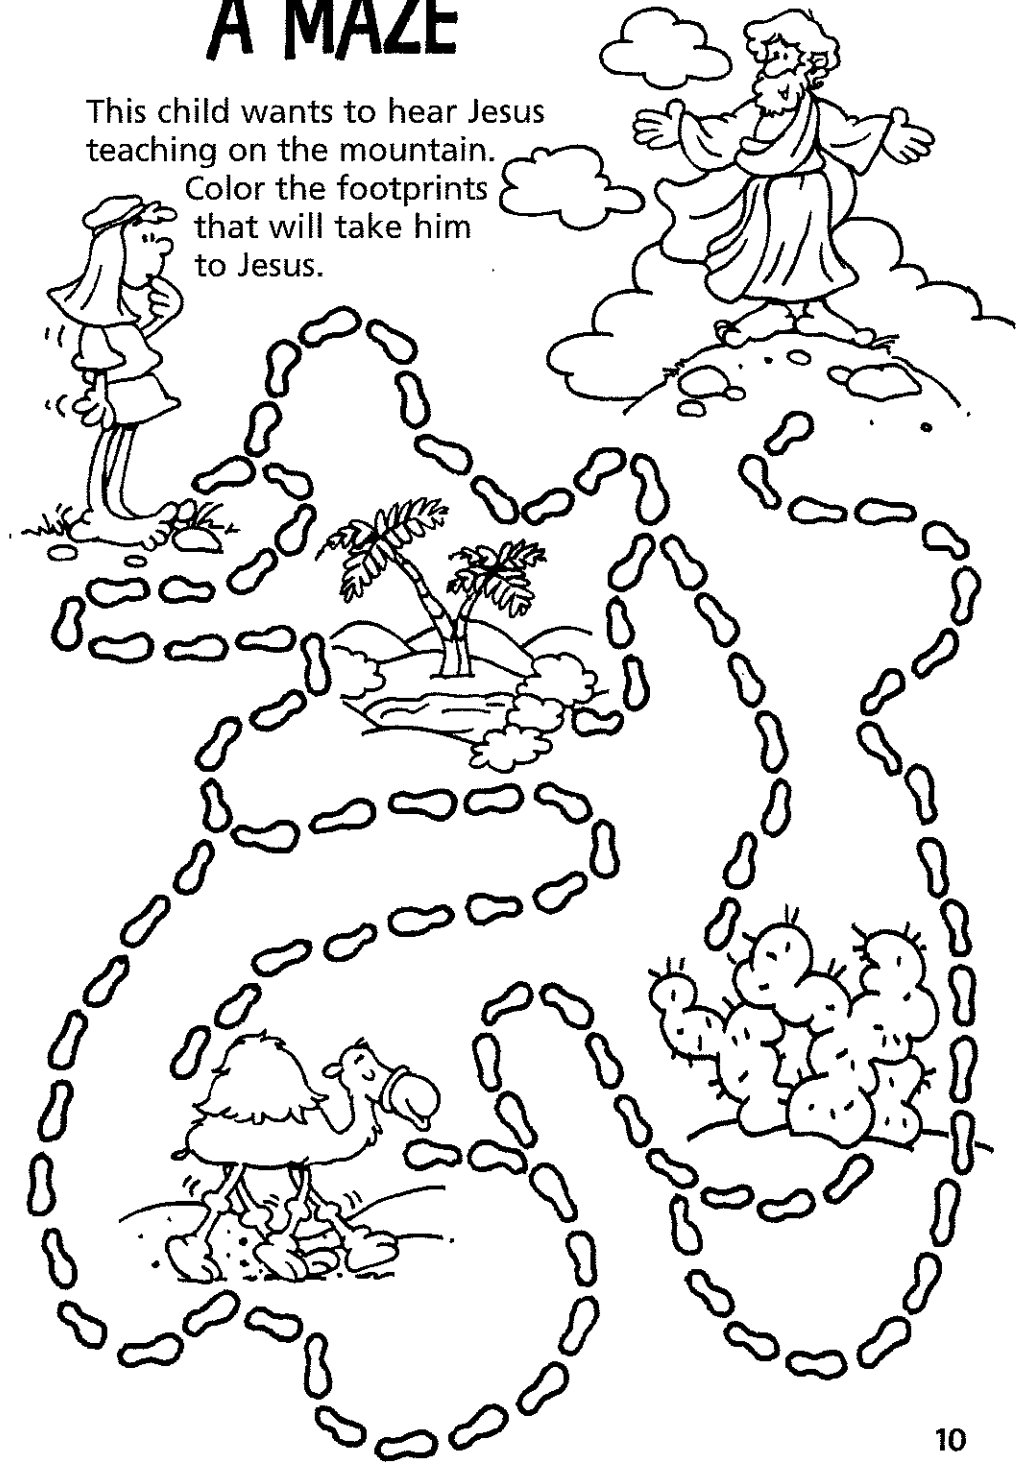 A MAZE
This child wants to hear Jesus
teaching on the mountain.
Color the footprints
that will take him
to Jesus.
10